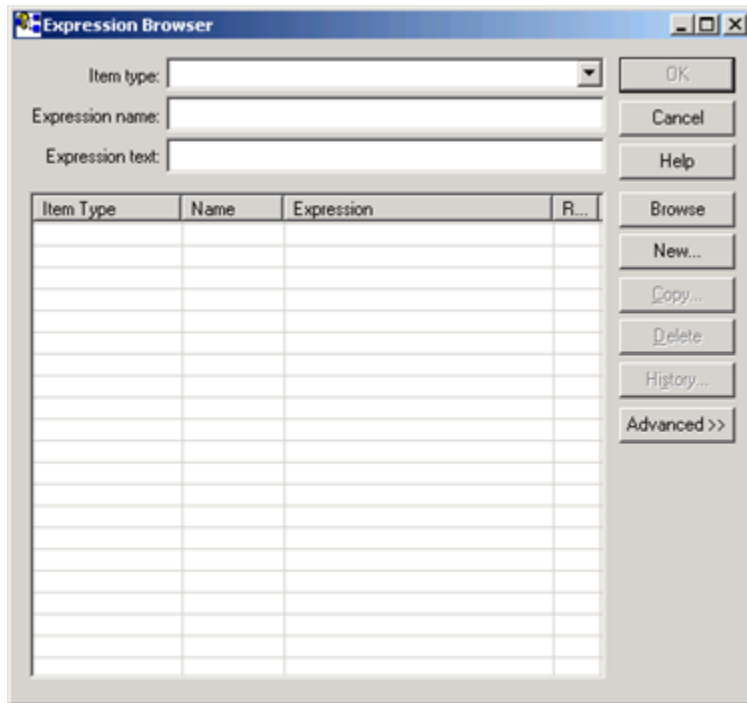 Expression Browser
Item type:
OK
Expression name:
Cancel
Expression text:
Help
Item Type Name Expression R...
Browse
New...
Copy...
Delete
History...
Advanced >>